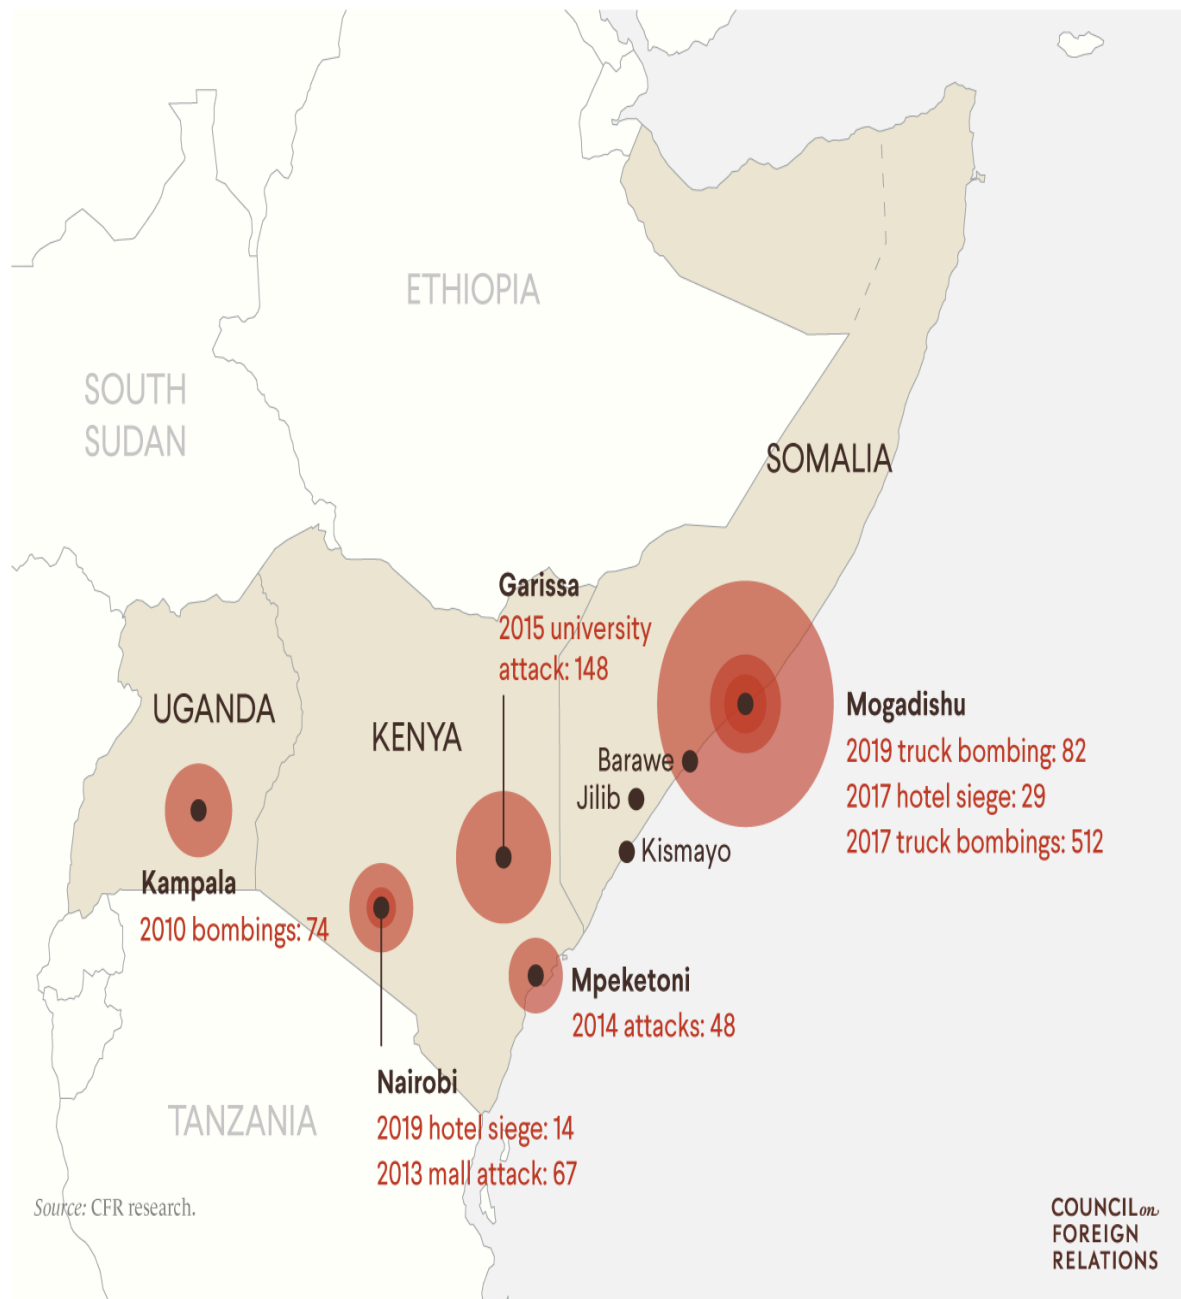 ETHIOPIA
SOUTH
SUDAN
SOMALIA
Garissa
2015 university
attack: 148
UGANDA
KENYA
Mogadishu
2019 truck bombing: 82
2017 hotel siege: 29
2017 truck bombings: 512
Barawe
Jilib
Kismayo
Kampala
2010 bombings: 74
Mpeketoni
2014 attacks: 48
Nairobi
2019 hotel siege: 14
2013 mall attack: 67
TANZANIA
Source: CFR research.
COUNCIL on
FOREIGN
RELATIONS